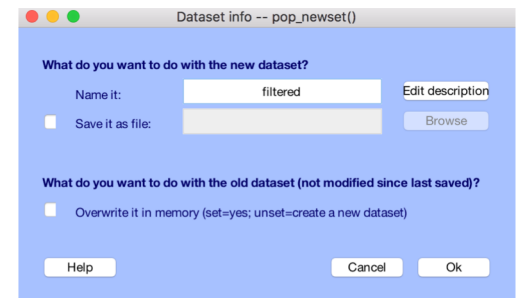 Dataset info -- pop_newset()
What do you want to do with the new dataset?
Name it: filtered Edit description
Save it as file: Browse
What do you want to do with the old dataset (not modified since last saved)?
Overwrite it in memory (set=yes; unset=create a new dataset)
Help Cancel Ok